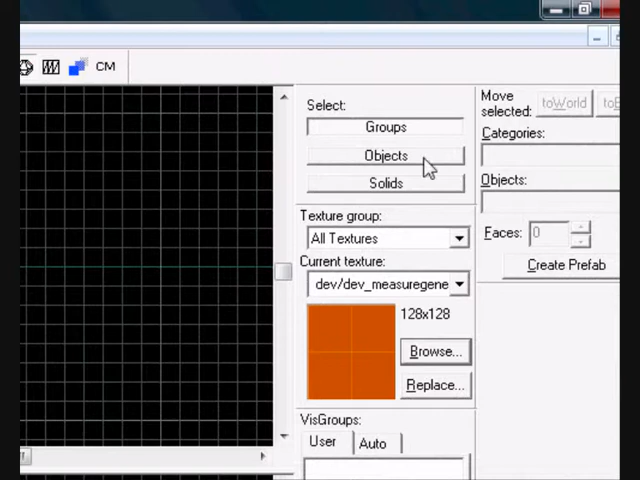 CM
Select:
Groups
Objects
Solids
Texture group:
All Textures
Current texture:
dev/dev_measuregene
128x128
Browse...
Replace...
VisGroups:
User
Auto
Move
selected:
toWorld
Categories:
Objects:
Faces:
0
Create Prefab